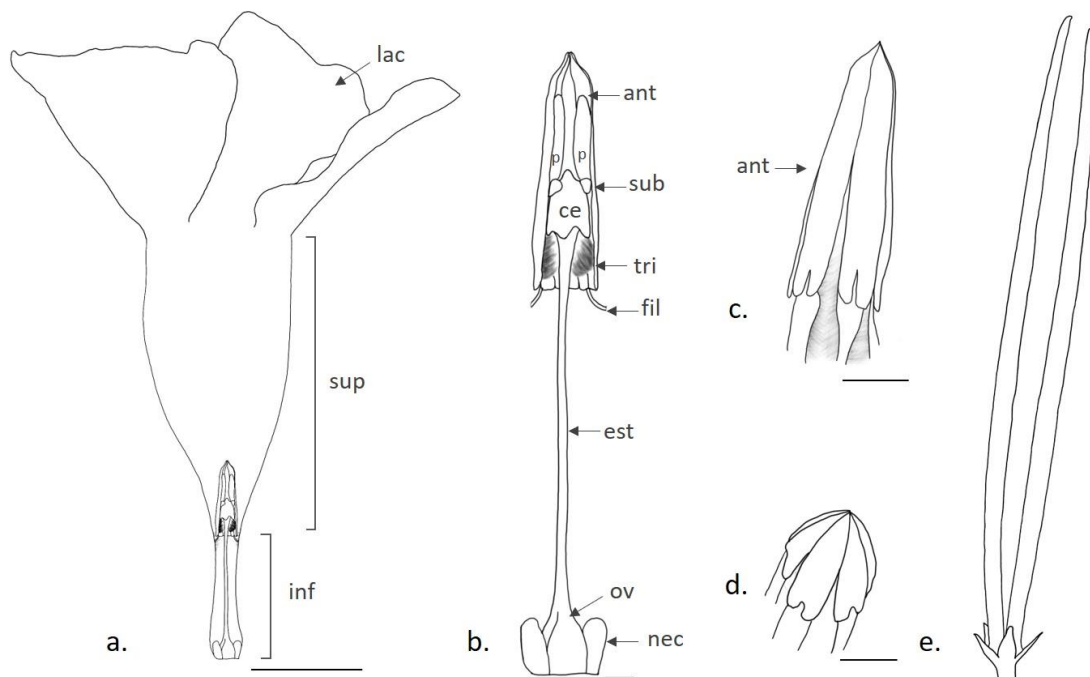 lac
sup
inf
a.
ant
p p
sub
ce
tri
fil
est
ov
nec
b.
ant
c.
d.
e.